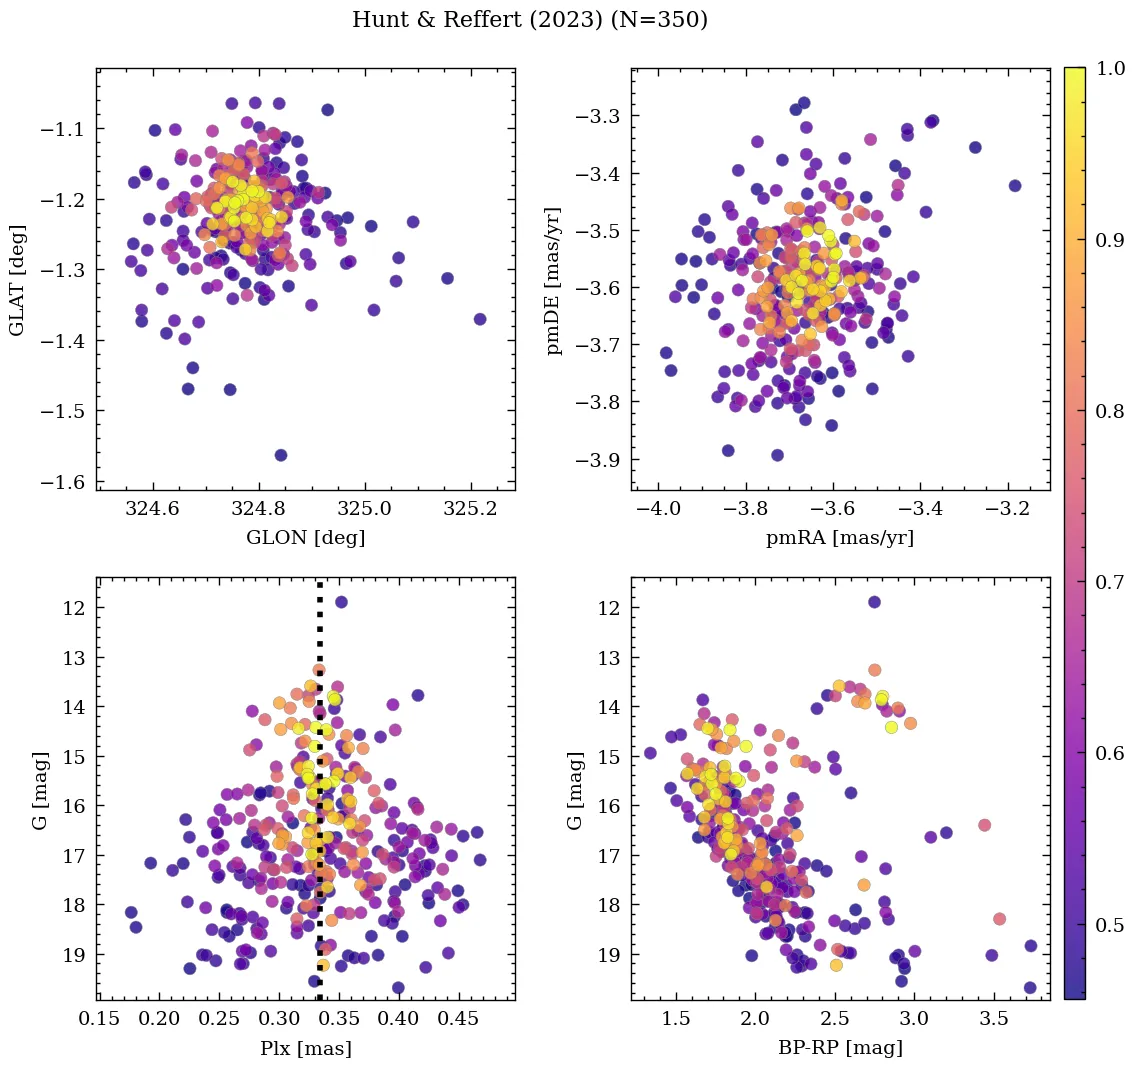 Hunt & Reffert (2023) (N=350)
−1.1
−1.2
−1.3
−1.4
−1.5
−1.6
GLAT [deg]
324.6 324.8 325.0 325.2
GLON [deg]
−3.3
−3.4
−3.5
−3.6
−3.7
−3.8
−3.9
pmDE [mas/yr]
−4.0 −3.8 −3.6 −3.4 −3.2
pmRA [mas/yr]
12
13
14
15
16
17
18
19
G [mag]
0.15 0.20 0.25 0.30 0.35 0.40 0.45
Plx [mas]
12
13
14
15
16
17
18
19
G [mag]
1.5 2.0 2.5 3.0 3.5
BP-RP [mag]
1.0
0.9
0.8
0.7
0.6
0.5